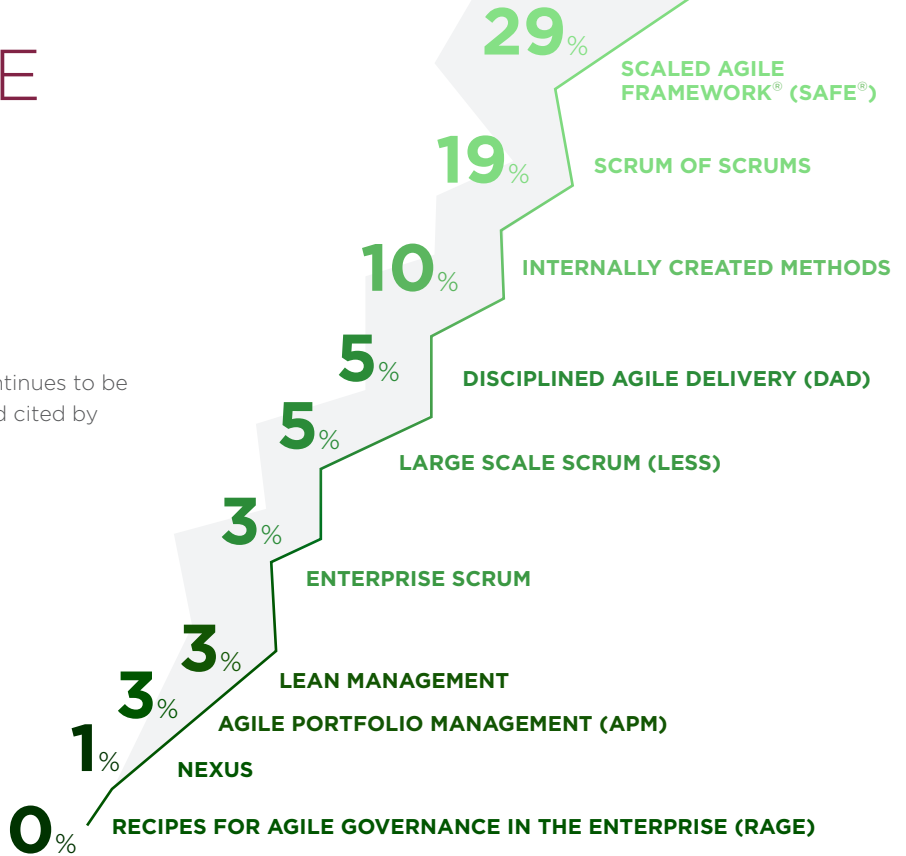 E
29%
SCALED AGILE
FRAMEWORK® (SAFE®)
19%
SCRUM OF SCRUMS
10%
INTERNALLY CREATED METHODS
5%
DISCIPLINED AGILE DELIVERY (DAD)
tinues to be
cited by
5%
LARGE SCALE SCRUM (LESS)
3%
ENTERPRISE SCRUM
3%
LEAN MANAGEMENT
3%
AGILE PORTFOLIO MANAGEMENT (APM)
1%
NEXUS
0%
RECIPES FOR AGILE GOVERNANCE IN THE ENTERPRISE (RAGE)